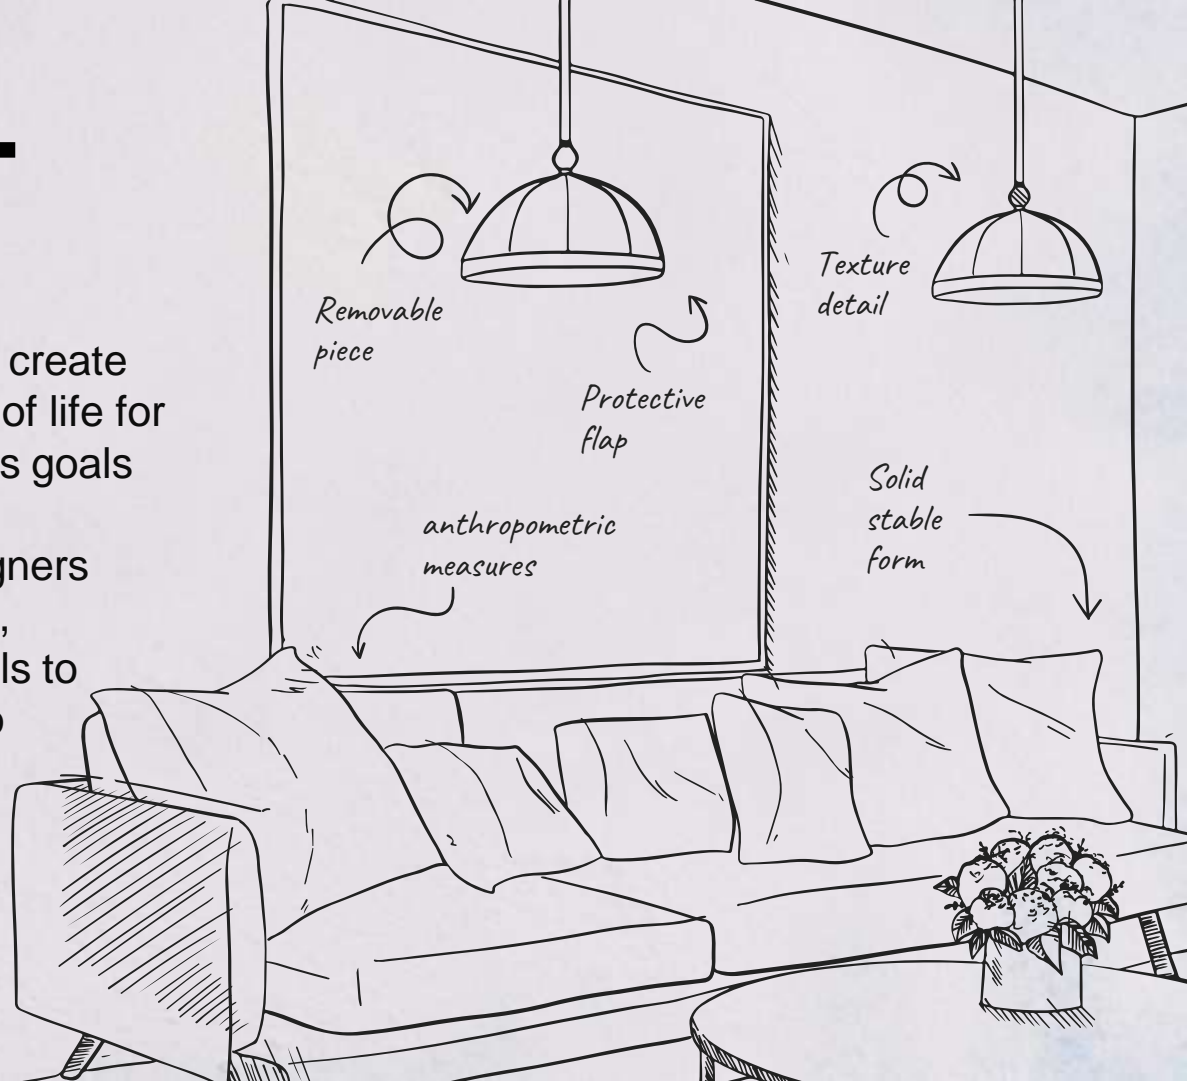 create
of life for
s goals
gners
,
ls to
Removable
piece
Protective
flap
Texture
detail
anthropometric
measures
Solid
stable
form